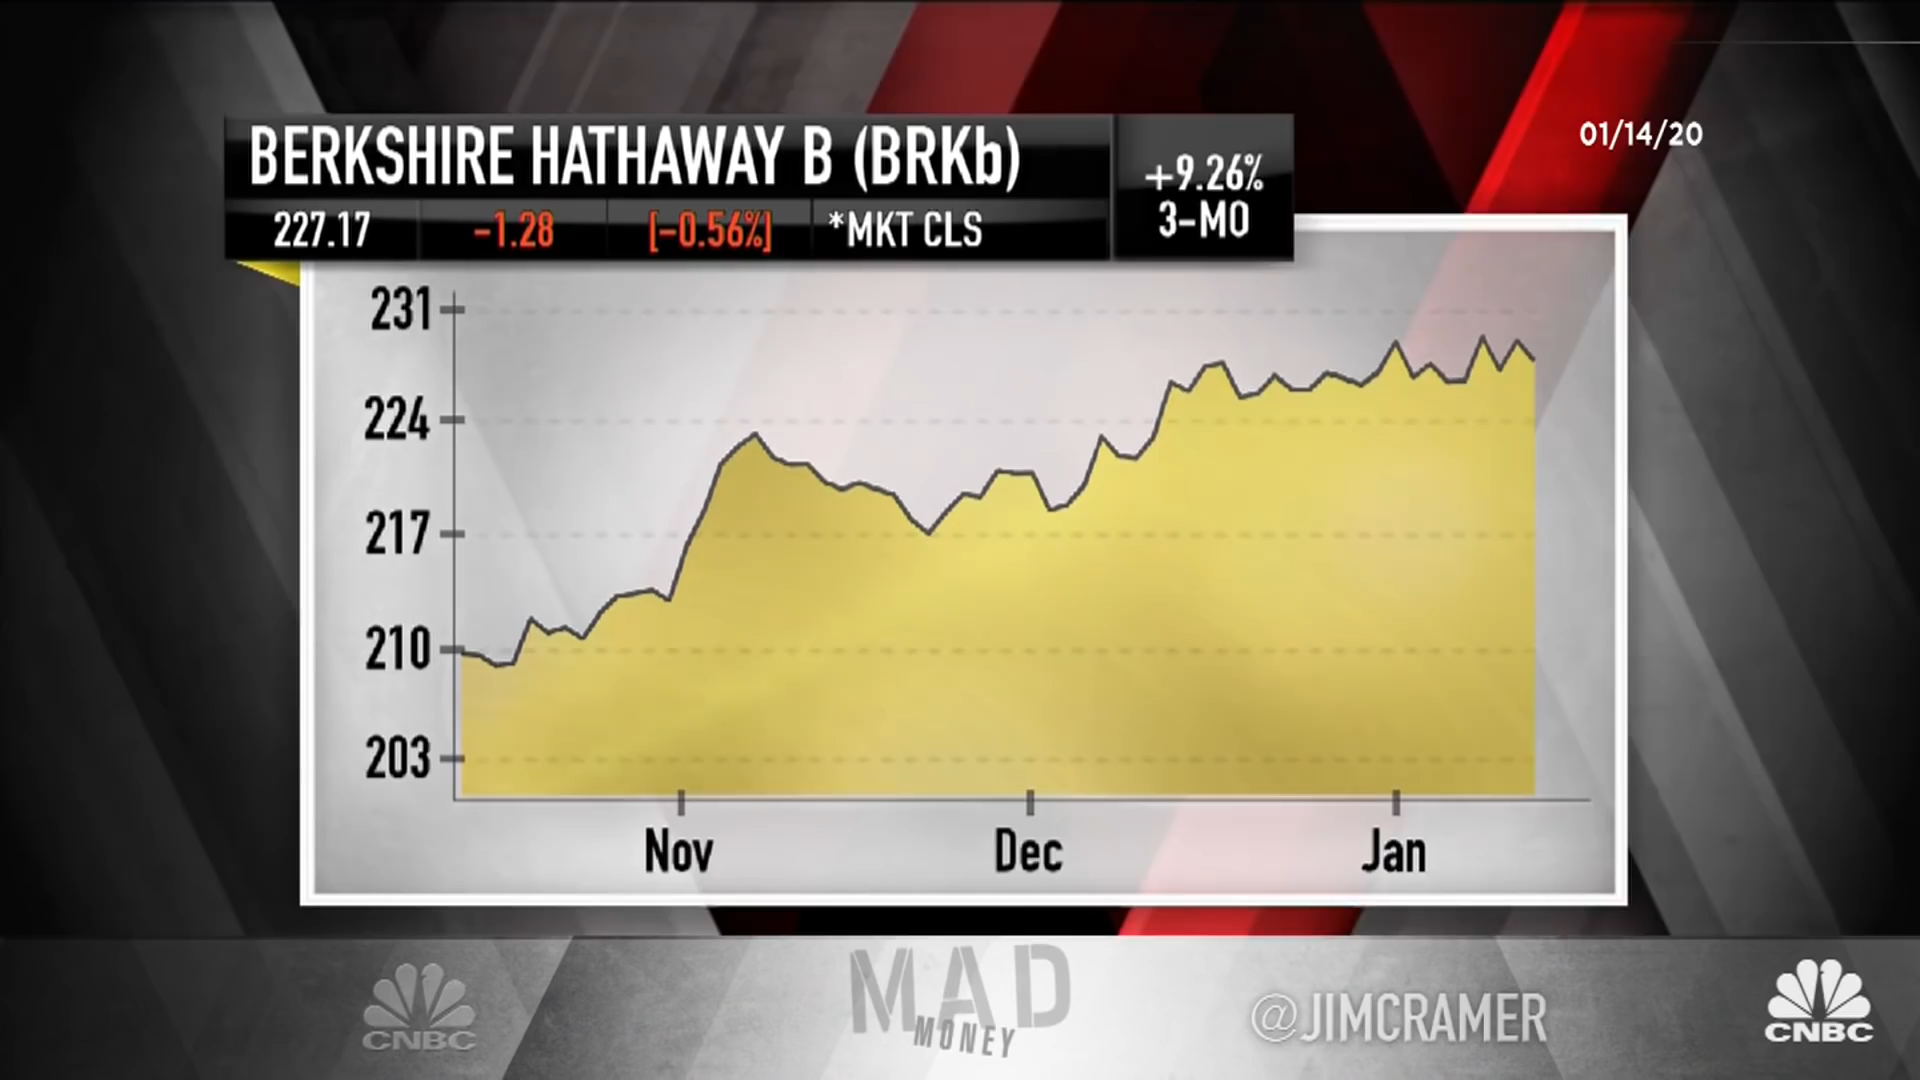 BERKSHIRE HATHAWAY B (BRKb)
227.17 -1.28 [-0.56%] *MKT CLS
+9.26%
3-MO
01/14/20
231
224
217
210
203
Nov Dec Jan
CNBC
MAD
MONEY
@JIMCRAMER
CNBC